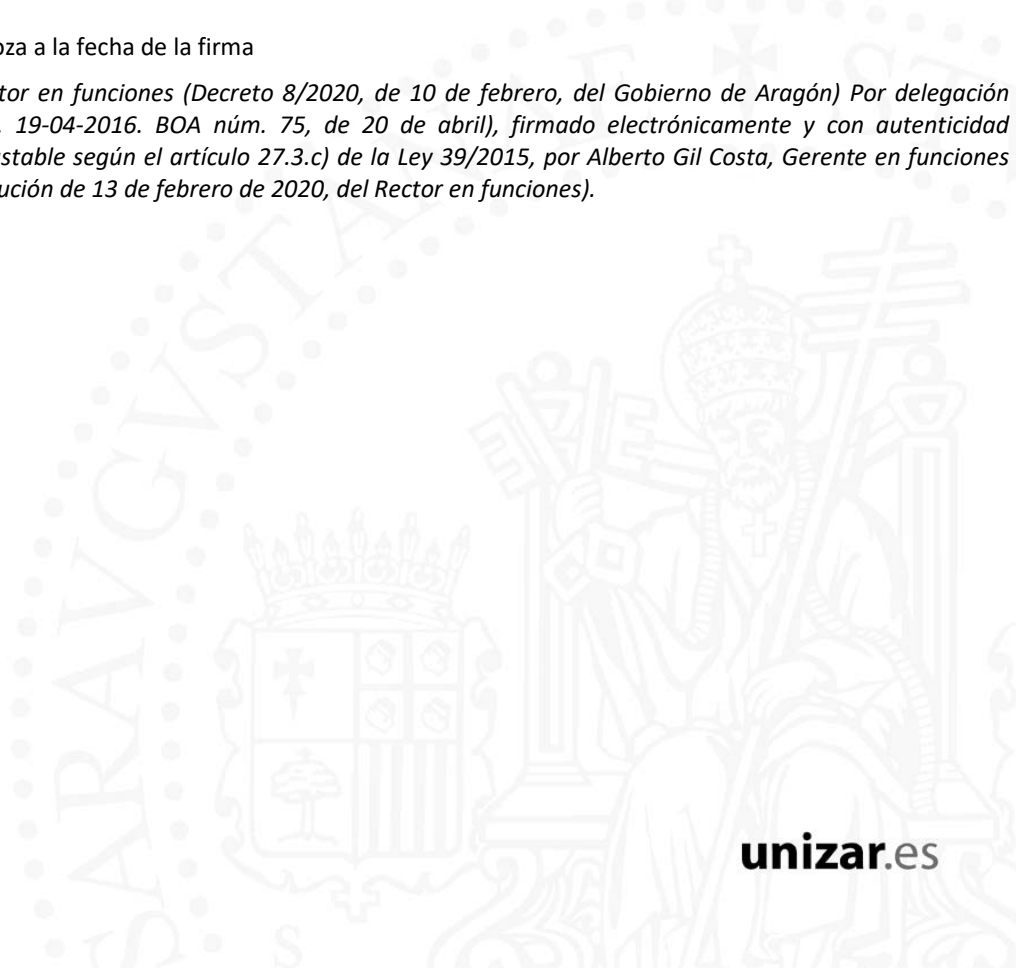 oza a la fecha de la firma
tor en funciones (Decreto 8/2020, de 10 de febrero, del Gobierno de Aragón) Por delegación
. 19-04-2016. BOA núm. 75, de 20 de abril), firmado electrónicamente y con autenticidad
astable según el artículo 27.3.c) de la Ley 39/2015, por Alberto Gil Costa, Gerente en funciones
ución de 13 de febrero de 2020, del Rector en funciones).
SARAVGVSTANAE ✚ ST
S
unizar.es